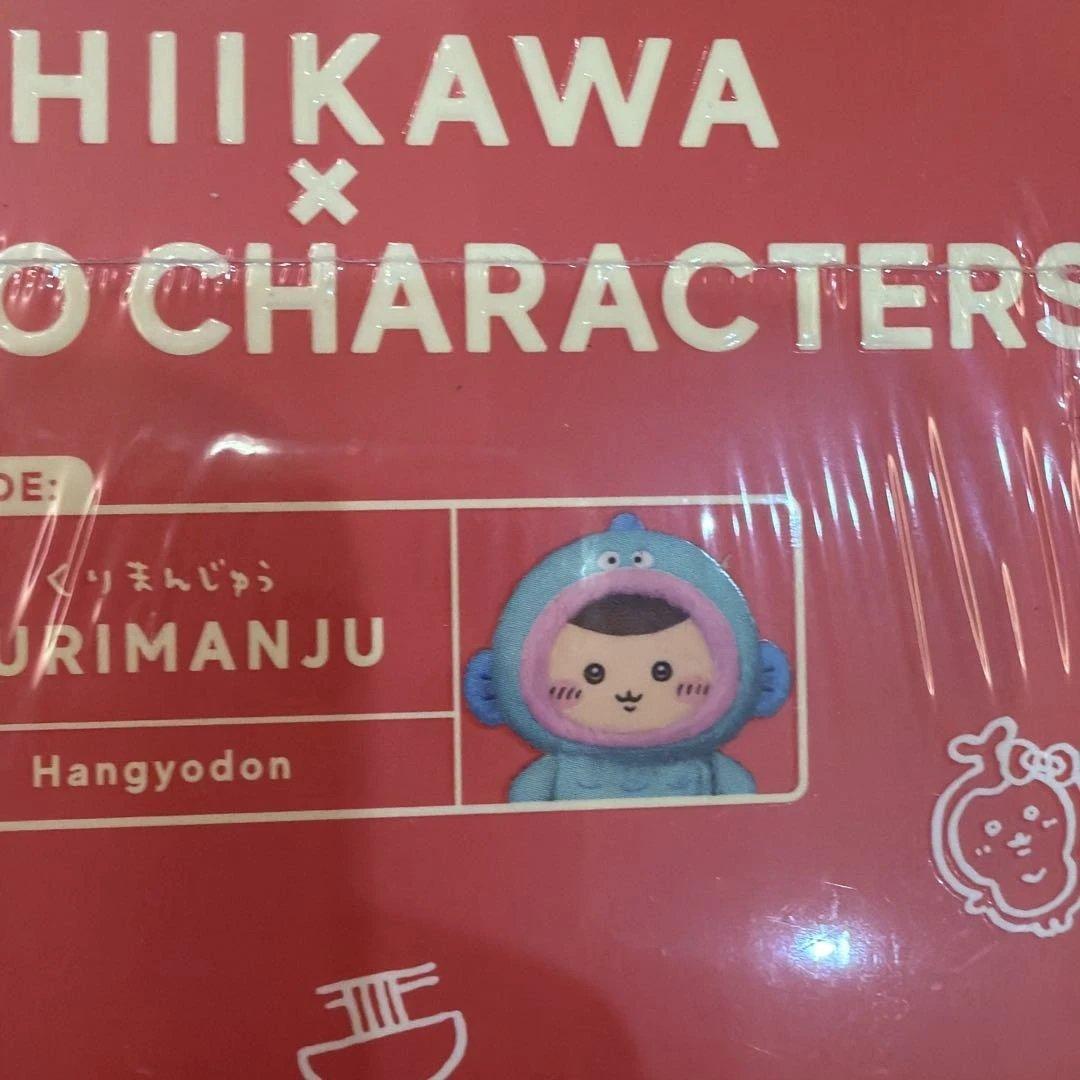 HIIKAWA
×
O CHARACTERS
DE:
くりまんじゅう
URIMANJU
Hangyodon